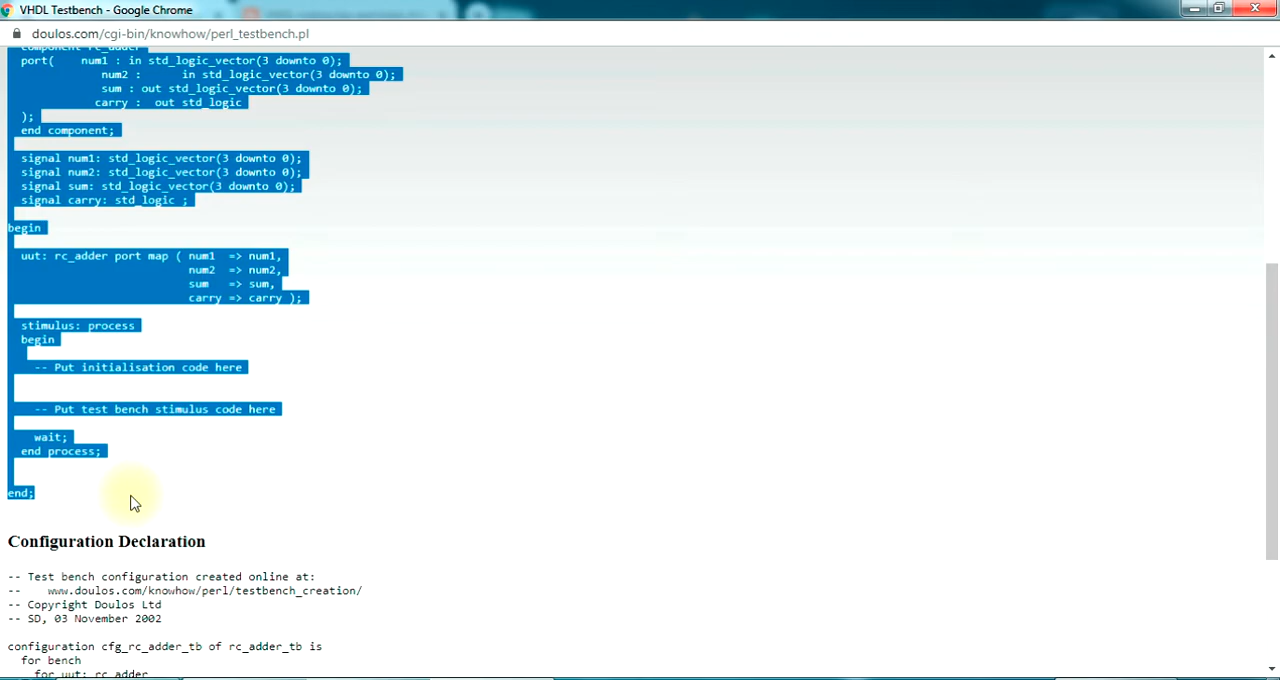 VHDL Testbench - Google Chrome
doulos.com/cgi-bin/knowhow/perl_testbench.pl
component rc_adder
port( num1 : in std_logic_vector(3 downto 0);
num2 : in std_logic_vector(3 downto 0);
sum : out std_logic_vector(3 downto 0);
carry : out std_logic
);
end component;
signal num1: std_logic_vector(3 downto 0);
signal num2: std_logic_vector(3 downto 0);
signal sum: std_logic_vector(3 downto 0);
signal carry: std_logic ;
begin
uut: rc_adder port map ( num1 => num1,
num2 => num2,
sum => sum,
carry => carry );
stimulus: process
begin
-- Put initialisation code here
-- Put test bench stimulus code here
wait;
end process;
end;
Configuration Declaration
-- Test bench configuration created online at:
-- www.doulos.com/knowhow/perl/testbench_creation/
-- Copyright Doulos Ltd
-- SD, 03 November 2002
configuration cfg_rc_adder_tb of rc_adder_tb is
for bench
for uut: rc_adder